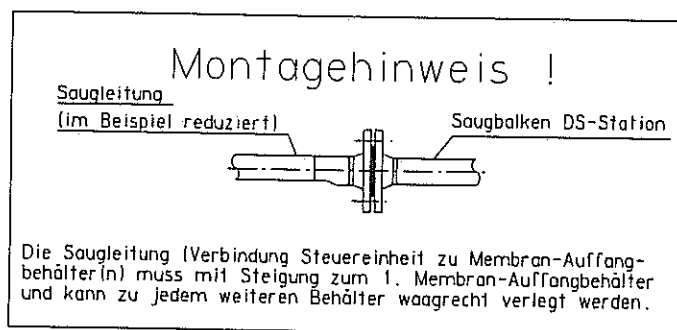 Montagehinweis !
Saugleitung
(im Beispiel reduziert)
Saugbalken DS-Station
Die Saugleitung (Verbindung Steuereinheit zu Membran-Auffang-
behälter(n) muss mit Steigung zum 1. Membran-Auffangbehälter
und kann zu jedem weiteren Behälter waagrecht verlegt werden.